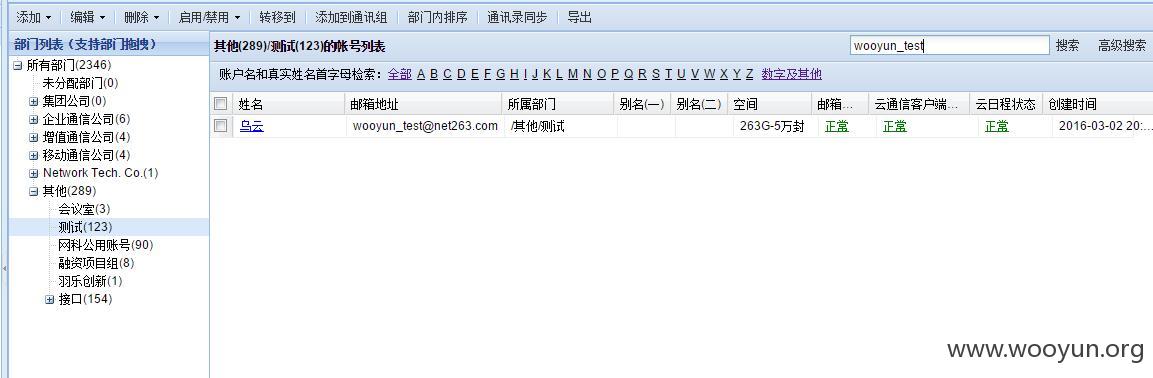 添加 编辑 删除 启用/禁用 转移到 添加到通讯组 部门内排序 通讯录同步 导出
部门列表（支持部门拖拽） 其他(289)/测试(123)的帐号列表 wooyun_test 搜索 高级搜索
所有部门(2346) 账户名和真实姓名首字母检索：全部 A B C D E F G H I J K L M N O P Q R S T U V W X Y Z 数字及其他
未分配部门(0)
集团公司(0) 姓名 邮箱地址 所属部门 别名(一) 别名(二) 空间 邮箱... 云通信客户端... 云日程状态 创建时间
企业通信公司(6) 乌云 wooyun_test@net263.com /其他/测试 263G-5万封 正常 正常 正常 2016-03-02 20:...
增值通信公司(4)
移动通信公司(4)
Network Tech. Co.(1)
其他(289)
会议室(3)
测试(123)
网科公用账号(90)
融资项目组(8)
羽乐创新(1)
接口(154)
www.wooyun.org